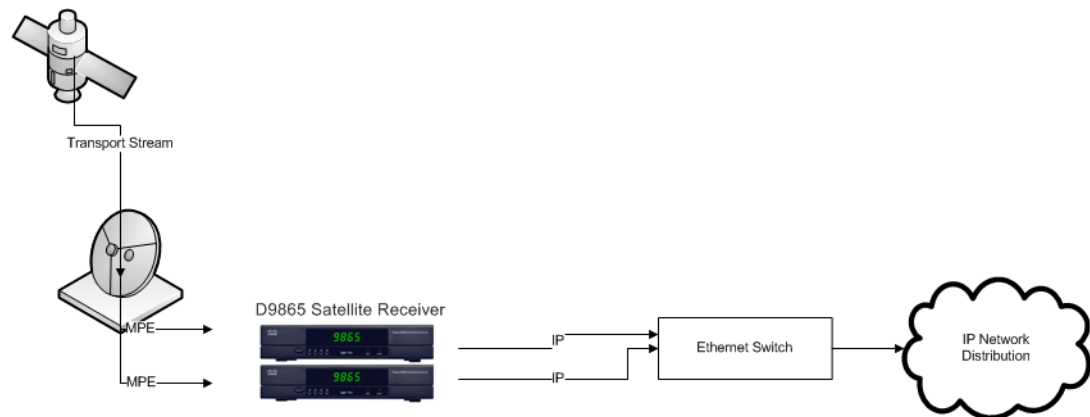 Transport Stream
D9865 Satellite Receiver
MPE
9865
IP
Ethernet Switch
IP Network
Distribution
MPE
9865
IP